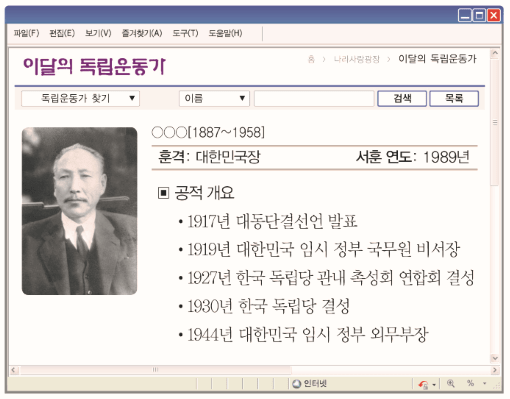 파일(F) 편집(E) 보기(V) 즐겨찾기(A) 도구(T) 도움말(H)
이달의 독립운동가
홈 > 나라사랑광장 > 이달의 독립운동가
독립운동가 찾기 ▼ 이름 ▼ 검색 목록
○○○[1887~1958]
훈격: 대한민국장 서훈 연도: 1989년
▣ 공적 개요
• 1917년 대동단결선언 발표
• 1919년 대한민국 임시 정부 국무원 비서장
• 1927년 한국 독립당 관내 촉성회 연합회 결성
• 1930년 한국 독립당 결성
• 1944년 대한민국 임시 정부 외무부장
인터넷 %